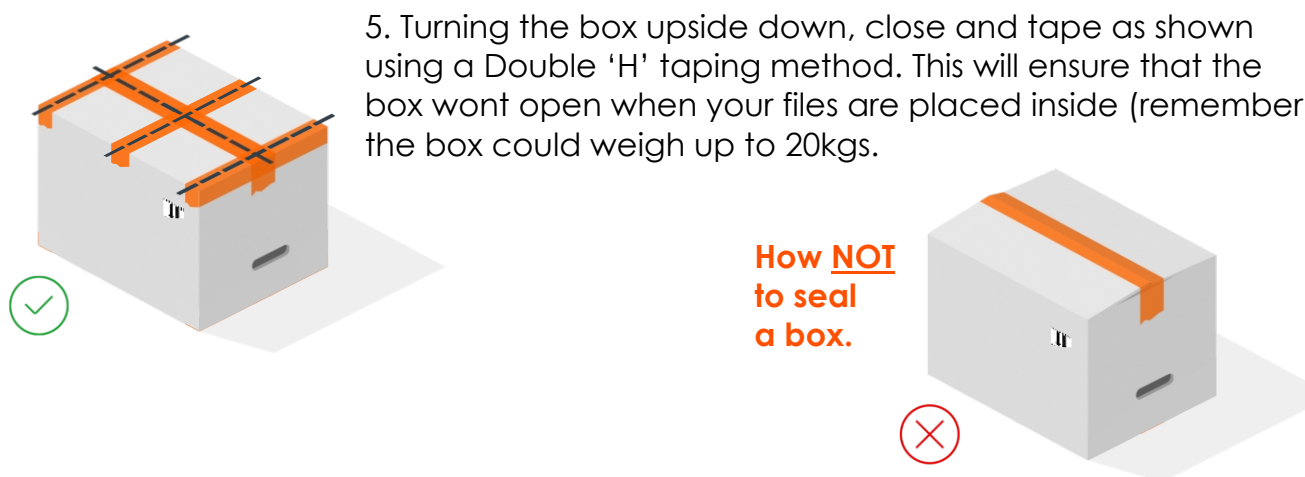 5. Turning the box upside down, close and tape as shown
using a Double ‘H’ taping method. This will ensure that the
box wont open when your files are placed inside (remember
the box could weigh up to 20kgs.
How NOT
to seal
a box.